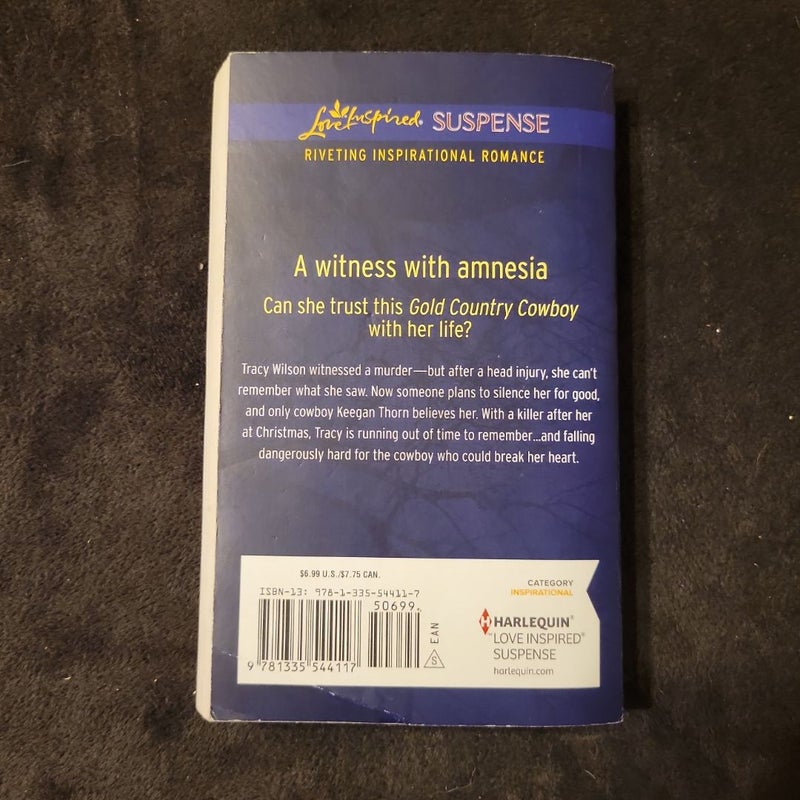 Love Inspired® SUSPENSE
RIVETING INSPIRATIONAL ROMANCE
A witness with amnesia
Can she trust this Gold Country Cowboy
with her life?
Tracy Wilson witnessed a murder—but after a head injury, she can't
remember what she saw. Now someone plans to silence her for good,
and only cowboy Keegan Thorn believes her. With a killer after her
at Christmas, Tracy is running out of time to remember...and falling
dangerously hard for the cowboy who could break her heart.
$6.99 U.S./$7.75 CAN.
ISBN-13: 978-1-335-54411-7
50699
EAN
S
9 781335 544117
CATEGORY
INSPIRATIONAL
H HARLEQUIN®
LOVE INSPIRED®
SUSPENSE
harlequin.com